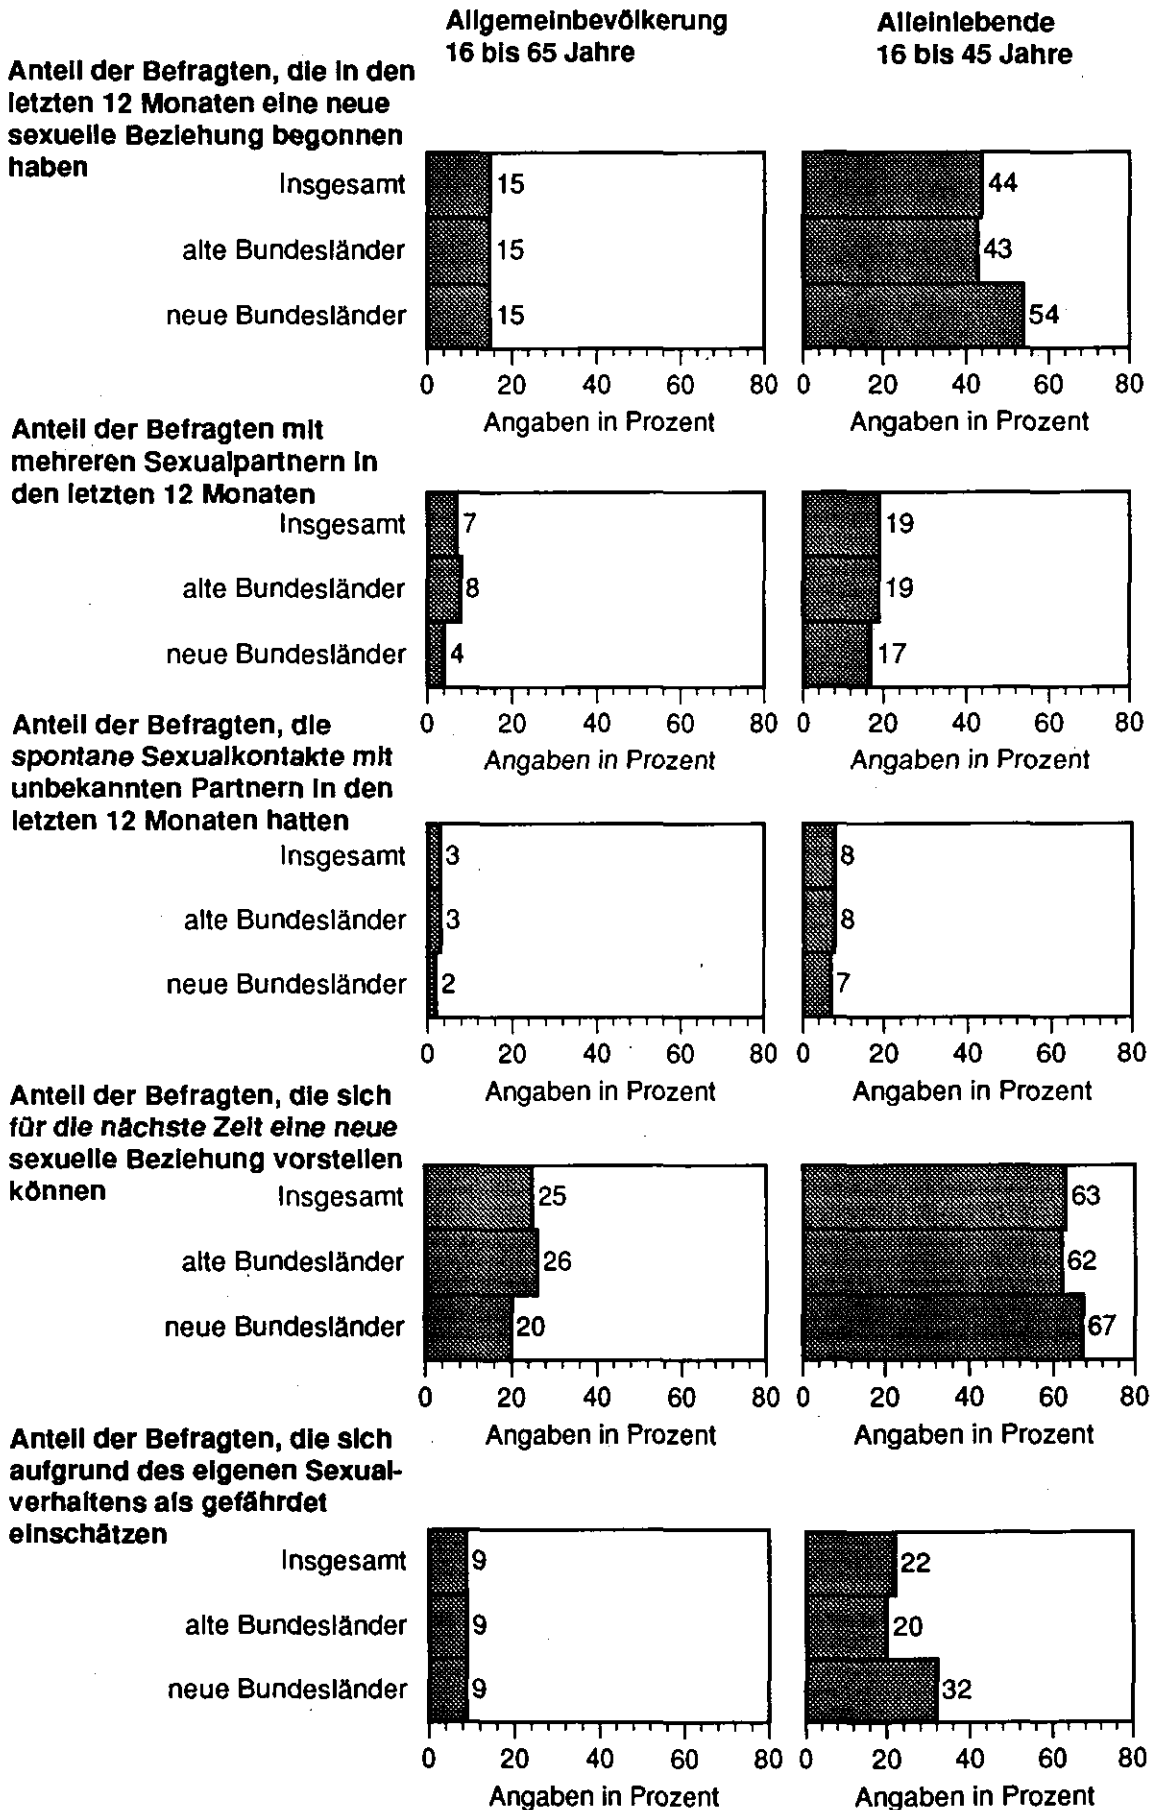 Allgemeinbevölkerung
16 bis 65 Jahre
Alleinlebende
16 bis 45 Jahre
Anteil der Befragten, die in den
letzten 12 Monaten eine neue
sexuelle Beziehung begonnen
haben
Insgesamt
15
44
alte Bundesländer
15
43
neue Bundesländer
15
54
0 20 40 60 80
0 20 40 60 80
Angaben in Prozent
Angaben in Prozent
Anteil der Befragten mit
mehreren Sexualpartnern in
den letzten 12 Monaten
Insgesamt
7
19
alte Bundesländer
8
19
neue Bundesländer
4
17
0 20 40 60 80
0 20 40 60 80
Angaben in Prozent
Angaben in Prozent
Anteil der Befragten, die
spontane Sexualkontakte mit
unbekannten Partnern in den
letzten 12 Monaten hatten
Insgesamt
3
8
alte Bundesländer
3
8
neue Bundesländer
2
7
0 20 40 60 80
0 20 40 60 80
Angaben in Prozent
Angaben in Prozent
Anteil der Befragten, die sich
für die nächste Zeit eine neue
sexuelle Beziehung vorstellen
können
Insgesamt
25
63
alte Bundesländer
26
62
neue Bundesländer
20
67
0 20 40 60 80
0 20 40 60 80
Angaben in Prozent
Angaben in Prozent
Anteil der Befragten, die sich
aufgrund des eigenen Sexual-
verhaltens als gefährdet
einschätzen
Insgesamt
9
22
alte Bundesländer
9
20
neue Bundesländer
9
32
0 20 40 60 80
0 20 40 60 80
Angaben in Prozent
Angaben in Prozent